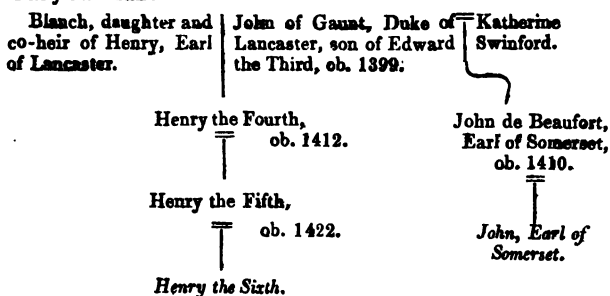 Blanch, daughter and
co-heir of Henry, Earl
of Lancaster.
John of Gaunt, Duke of
Lancaster, son of Edward
the Third, ob. 1399.
Katherine
Swinford.
Henry the Fourth,
ob. 1412.
John de Beaufort,
Earl of Somerset,
ob. 1410.
Henry the Fifth,
ob. 1422.
John, Earl of
Somerset.
Henry the Sixth.